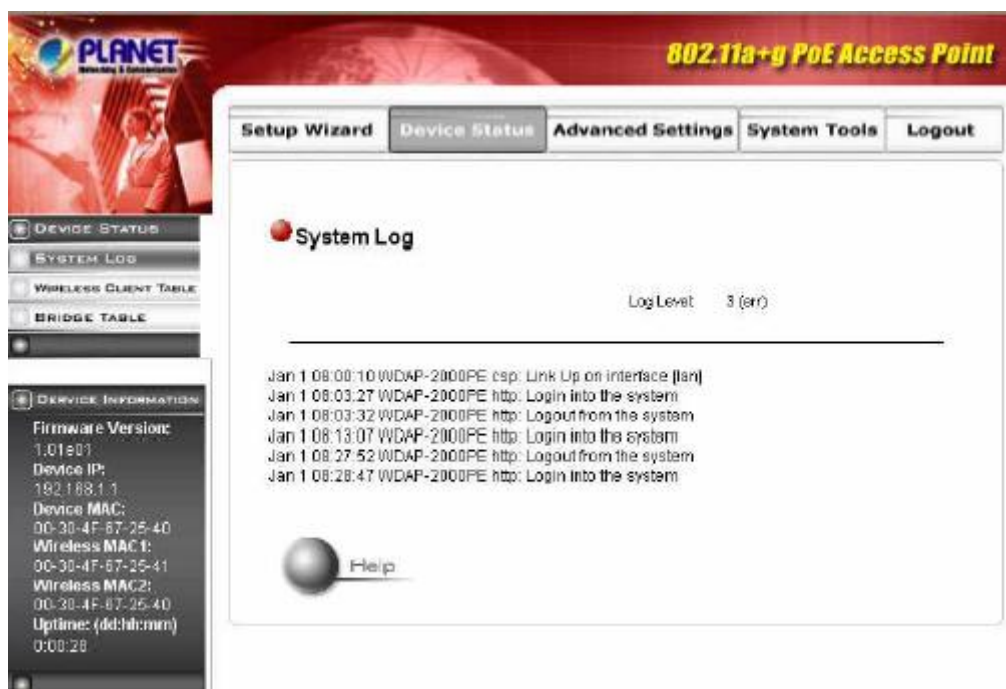 PLANET
Networking & Communication
802.11a+g PoE Access Point
Setup Wizard
Device Status
Advanced Settings
System Tools
Logout
DEVICE STATUS
SYSTEM LOG
WIRELESS CLIENT TABLE
BRIDGE TABLE
System Log
Log Level: 3 (err)
Jan 1 08:00:10 WDAP-2000PE csp: Link Up on interface [lan]
Jan 1 08:03:27 WDAP-2000PE http: Login into the system
Jan 1 08:03:32 WDAP-2000PE http: Logout from the system
Jan 1 08:13:07 WDAP-2000PE http: Login into the system
Jan 1 08:27:52 WDAP-2000PE http: Logout from the system
Jan 1 08:28:47 WDAP-2000PE http: Login into the system
Help
DERVICE INFORMATION
Firmware Version:
1.01e01
Device IP:
192.168.1.1
Device MAC:
00-30-4F-67-25-40
Wireless MAC1:
00-30-4F-67-25-41
Wireless MAC2:
00-30-4F-67-25-40
Uptime: (dd:hh:mm)
0:00:28